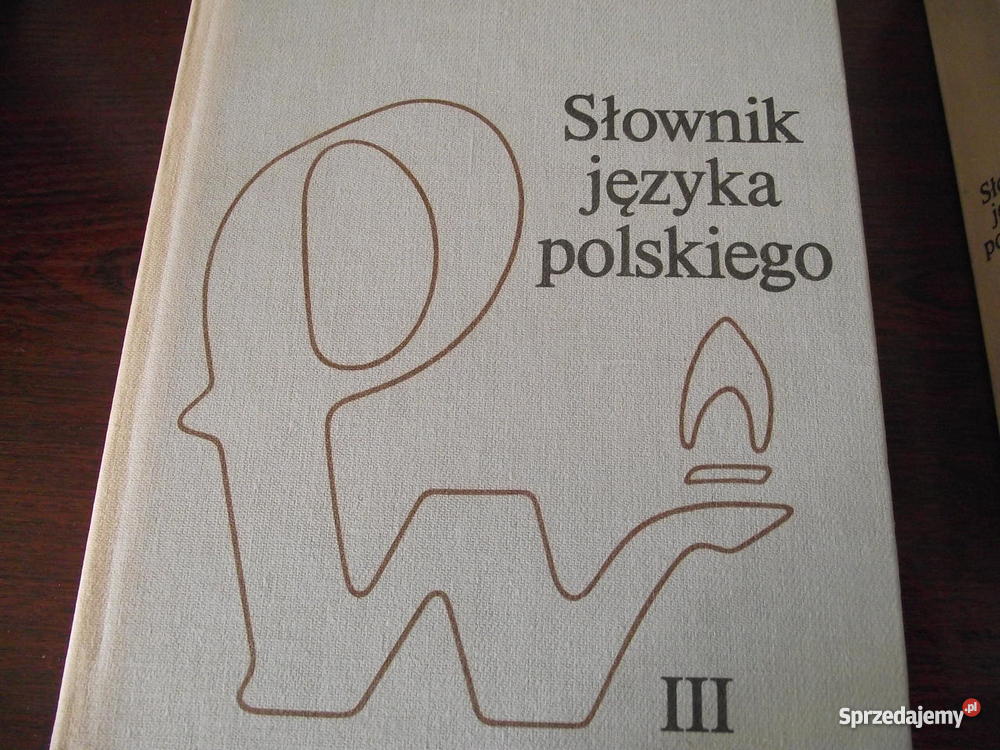 Słownik
języka
polskiego
III
Sprzedajemy.pl